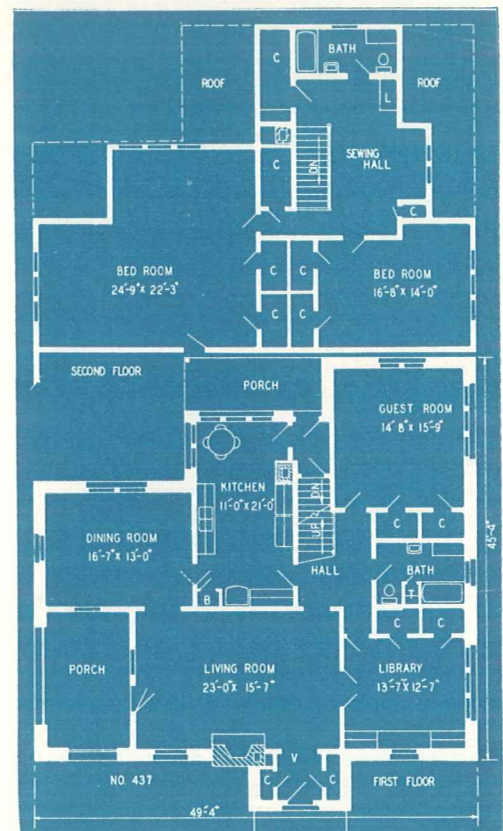 BATH
C
ROOF
ROOF
L
C
DN
SEWING
HALL
C
BED ROOM
24'-9" X 22'-3"
C
C
BED ROOM
16'-8" X 14'-0"
C
C
SECOND FLOOR
PORCH
GUEST ROOM
14' 8" X 15'-9"
KITCHEN
11'-0" X 21'-0"
DN
UP
DINING ROOM
16'-7" X 13'-0"
C
C
45'-4"
HALL
BATH
B
T
C
C
PORCH
LIVING ROOM
23'-0" X 15'-7"
LIBRARY
13'-7" X 12'-7"
V
NO. 437
C
C
FIRST FLOOR
49'-4"